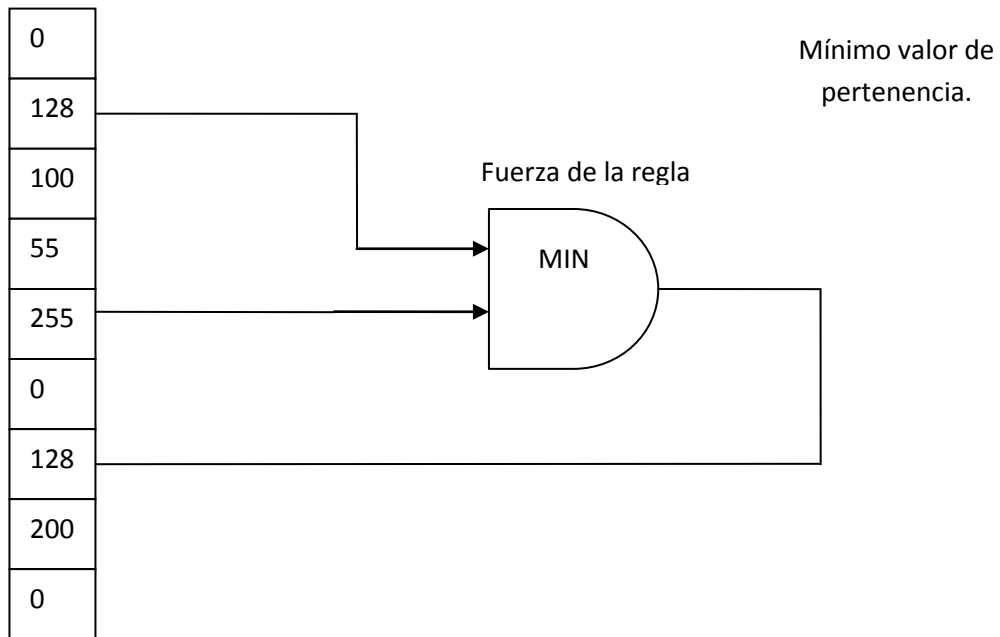 0
128
100
55
255
0
128
200
0
Mínimo valor de
pertenencia.
Fuerza de la regla
MIN